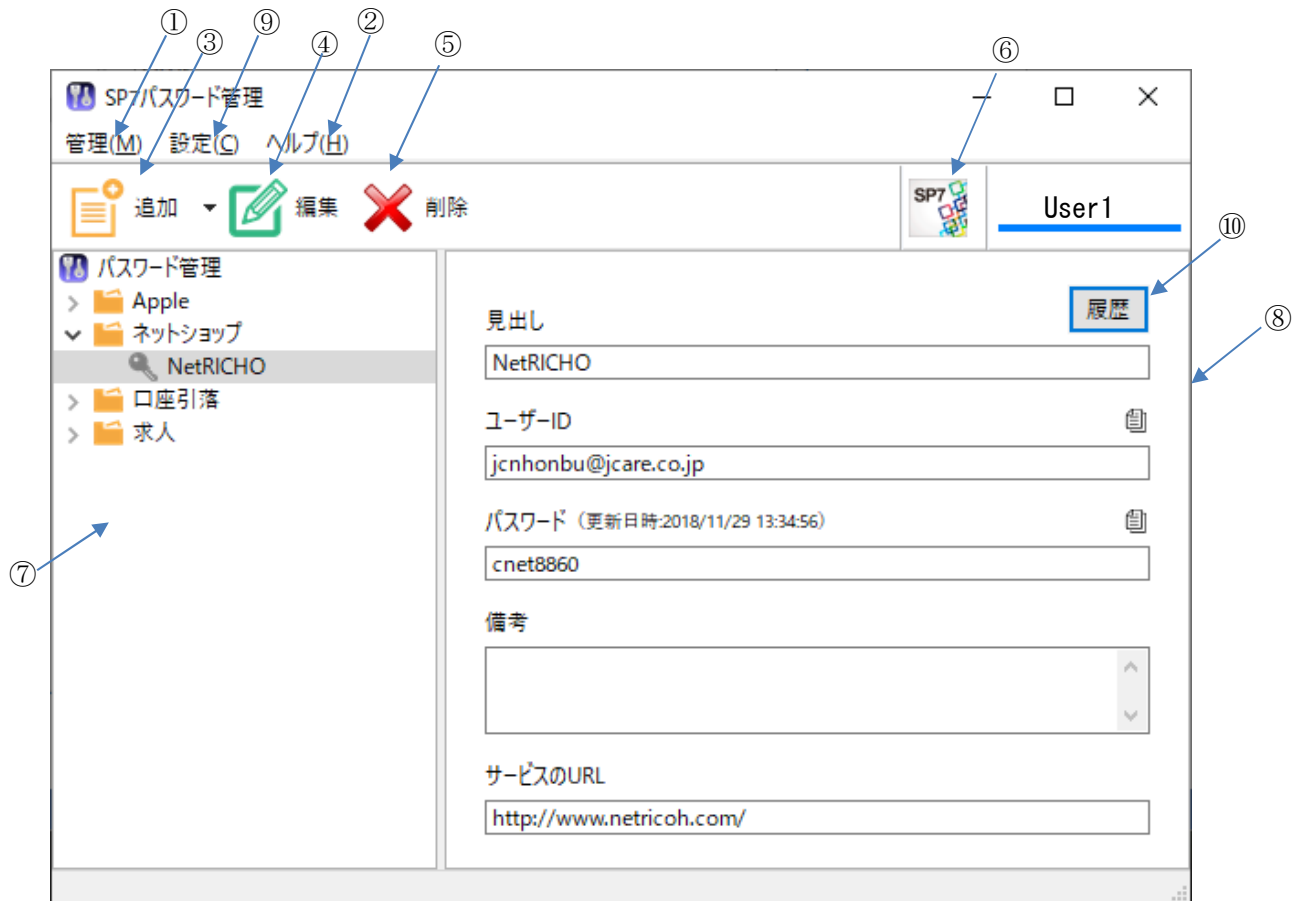 ① ⑨ ②
③ ④ ⑤ ⑥
SP7パスワード管理
管理(M) 設定(C) ヘルプ(H)
追加 編集 削除 SP7 User1
⑩
パスワード管理
Apple
ネットショップ
NetRICHO
口座引落
求人
⑦
履歴
⑧
見出し
NetRICHO
ユーザーID
jcnhonbu@jcare.co.jp
パスワード（更新日時:2018/11/29 13:34:56）
cnet8860
備考
サービスのURL
http://www.netricoh.com/